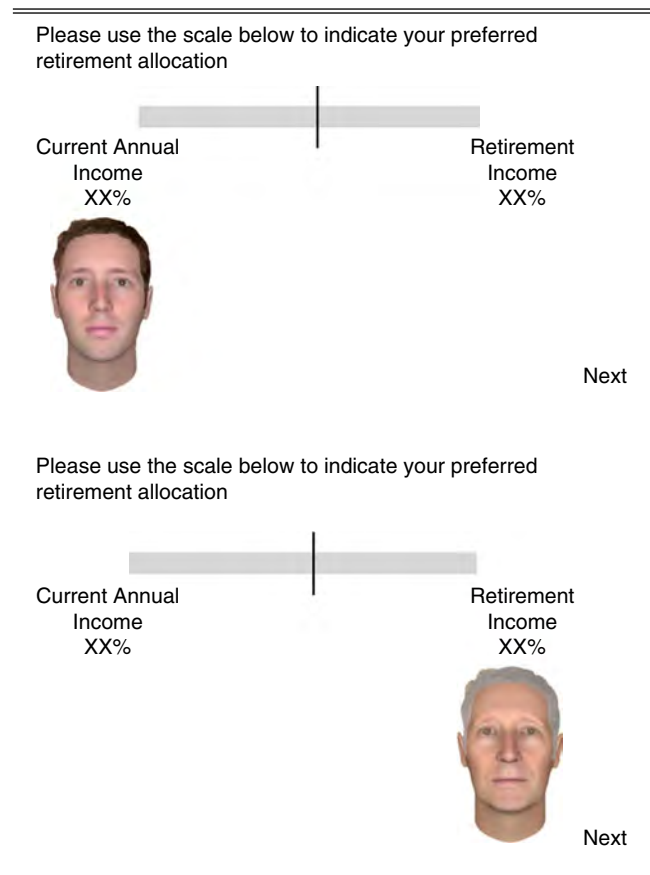 Please use the scale below to indicate your preferred
retirement allocation
Current Annual
Income
XX%
Retirement
Income
XX%
Next
Please use the scale below to indicate your preferred
retirement allocation
Current Annual
Income
XX%
Retirement
Income
XX%
Next